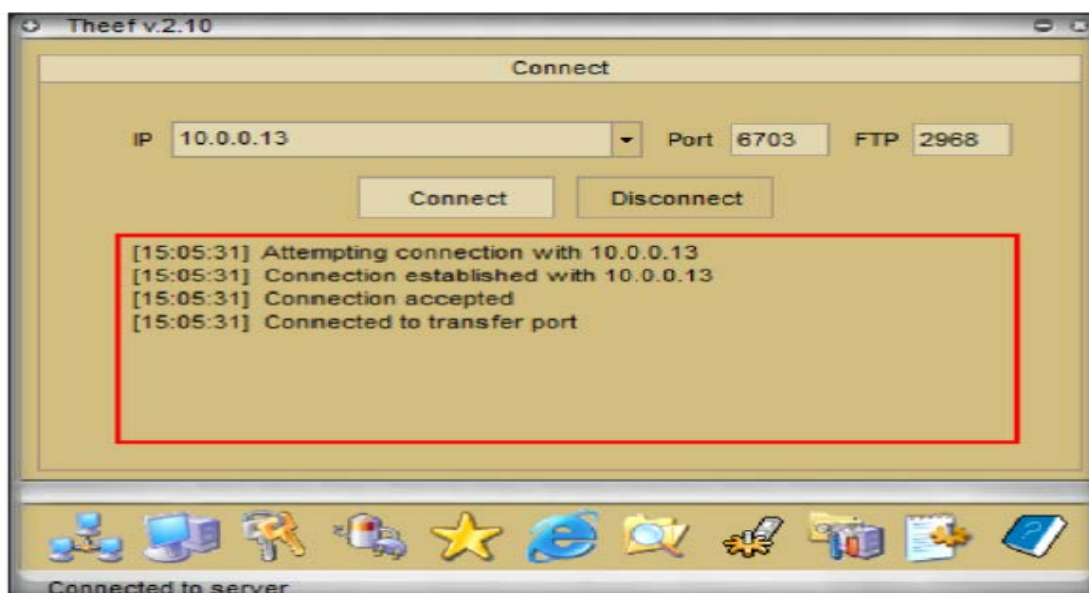 Theef v.2.10
Connect
IP 10.0.0.13 Port 6703 FTP 2968
Connect Disconnect
[15:05:31] Attempting connection with 10.0.0.13
[15:05:31] Connection established with 10.0.0.13
[15:05:31] Connection accepted
[15:05:31] Connected to transfer port
Connected to server